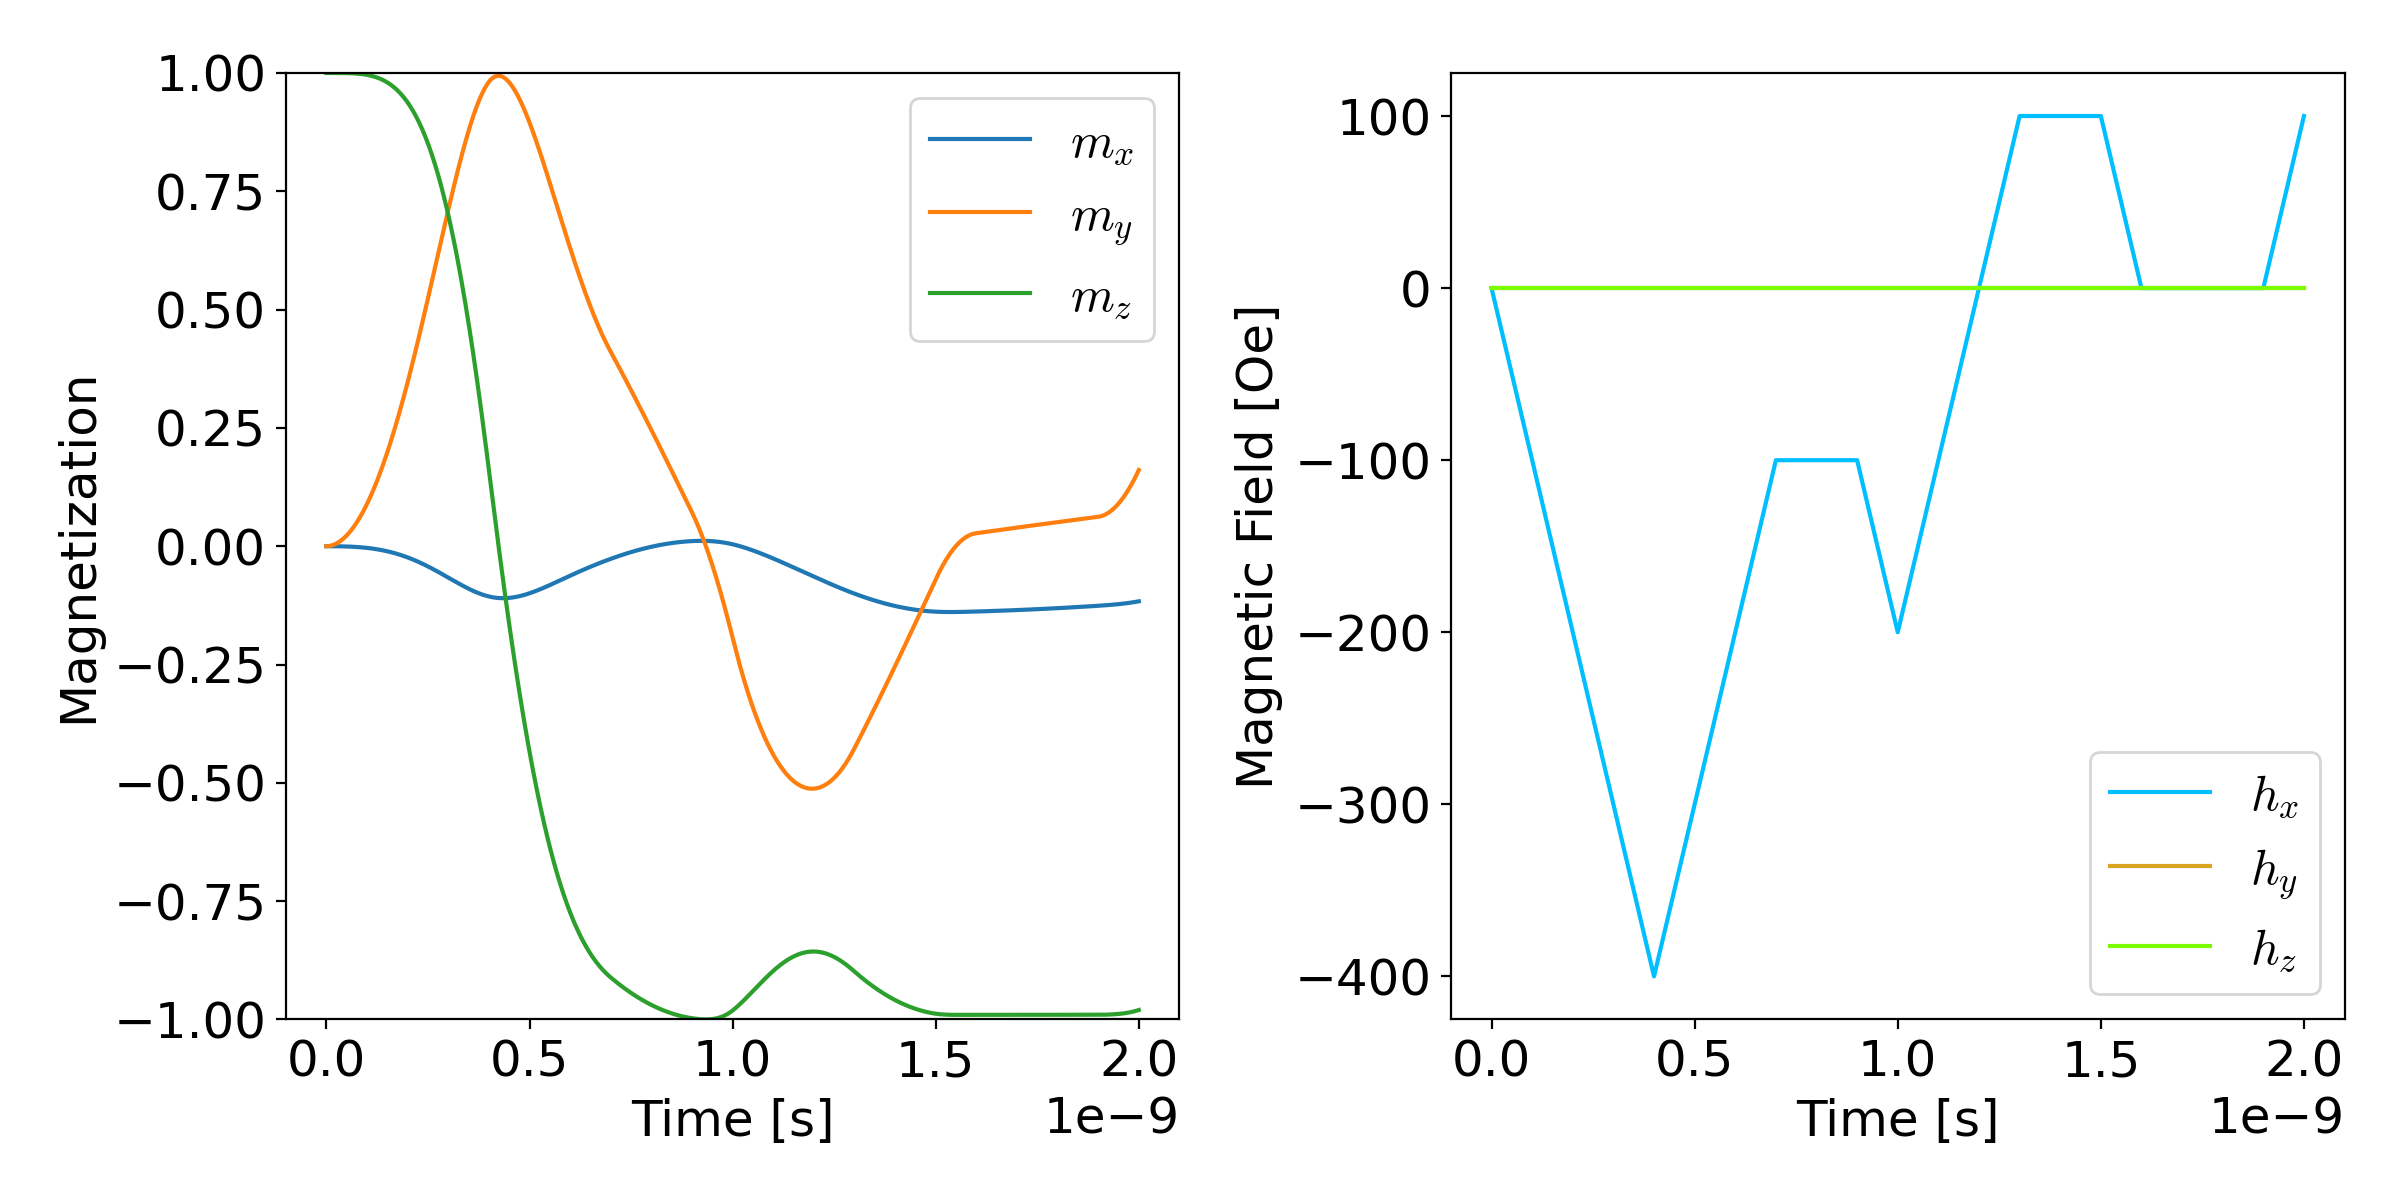 Magnetization
1.00
0.75
0.50
0.25
0.00
−0.25
−0.50
−0.75
−1.00
0.0 0.5 1.0 1.5 2.0
Time [s]
1e−9
m_x
m_y
m_z
Magnetic Field [Oe]
100
0
−100
−200
−300
−400
0.0 0.5 1.0 1.5 2.0
Time [s]
1e−9
h_x
h_y
h_z